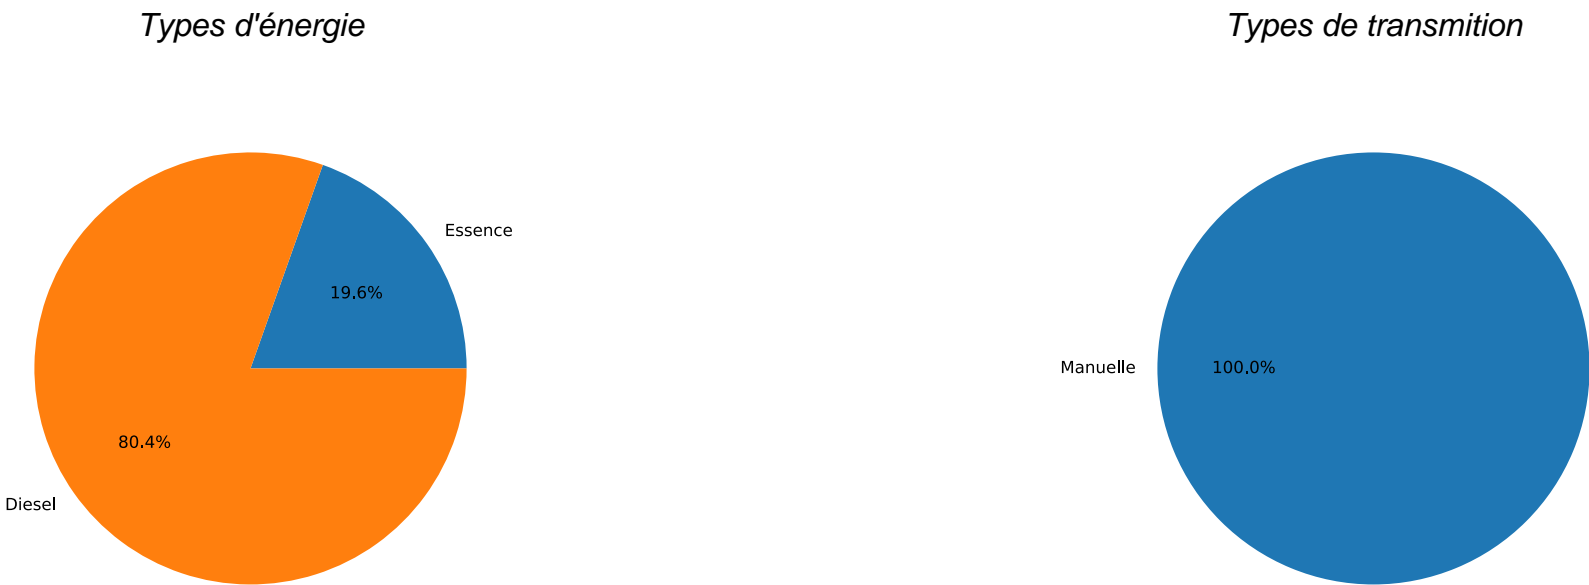 Types d'énergie
Types de transmition
Essence
19.6%
80.4%
Diesel
Manuelle
100.0%